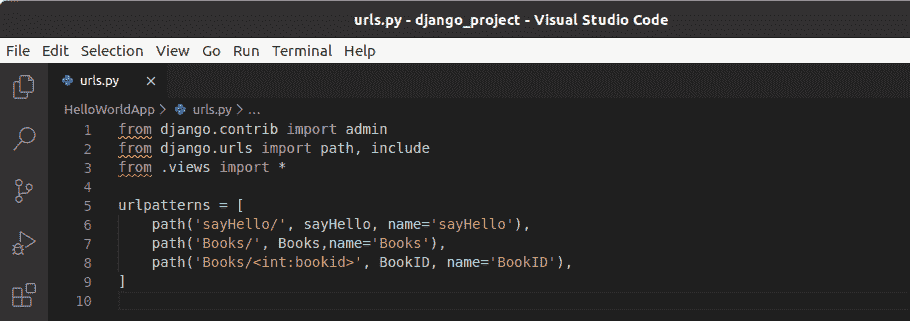 urls.py - django_project - Visual Studio Code
File Edit Selection View Go Run Terminal Help
urls.py ×
HelloWorldApp > urls.py > ...
1 from django.contrib import admin
2 from django.urls import path, include
3 from .views import *
4
5 urlpatterns = [
6     path('sayHello/', sayHello, name='sayHello'),
7     path('Books/', Books,name='Books'),
8     path('Books/<int:bookid>', BookID, name='BookID'),
9 ]
10